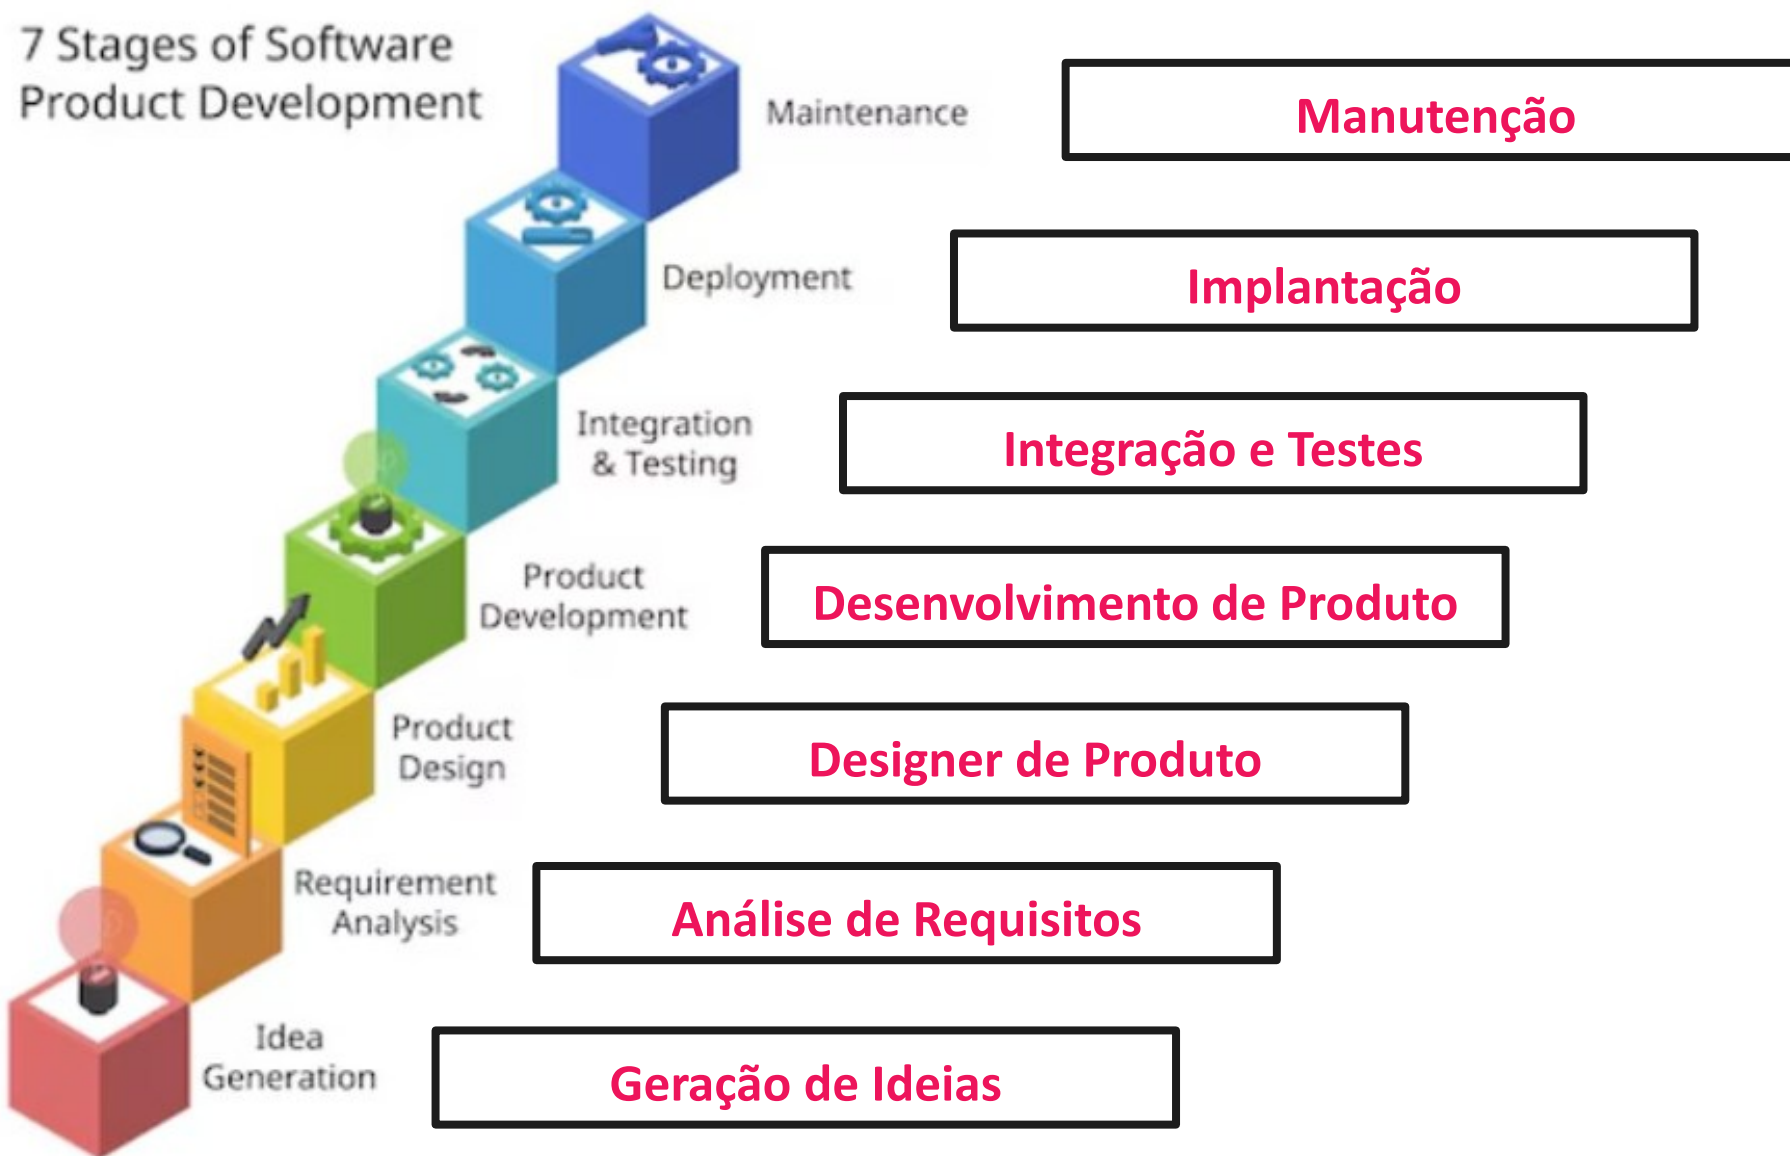 7 Stages of Software
Product Development
Maintenance
Manutenção
Deployment
Implantação
Integration
& Testing
Integração e Testes
Product
Development
Desenvolvimento de Produto
Product
Design
Designer de Produto
Requirement
Analysis
Análise de Requisitos
Idea
Generation
Geração de Ideias